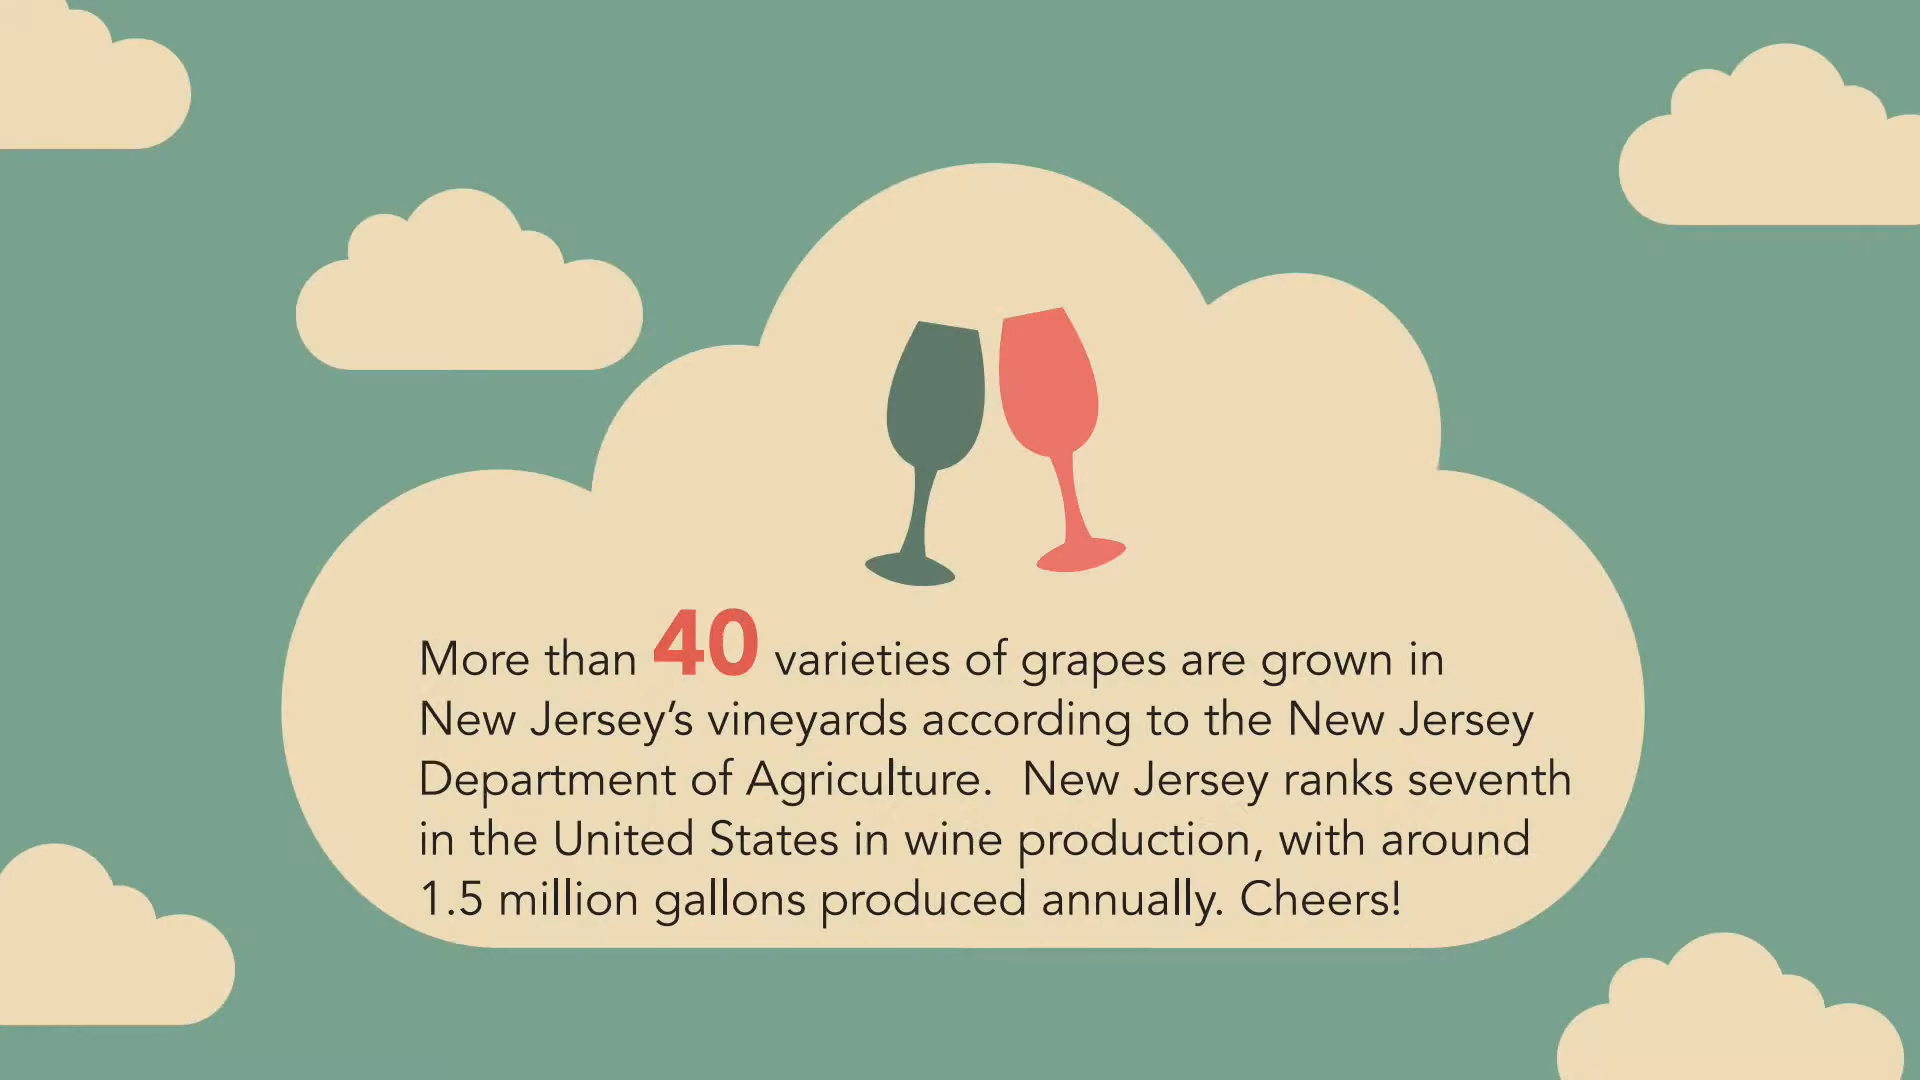 More than 40 varieties of grapes are grown in
New Jersey’s vineyards according to the New Jersey
Department of Agriculture.  New Jersey ranks seventh
in the United States in wine production, with around
1.5 million gallons produced annually. Cheers!